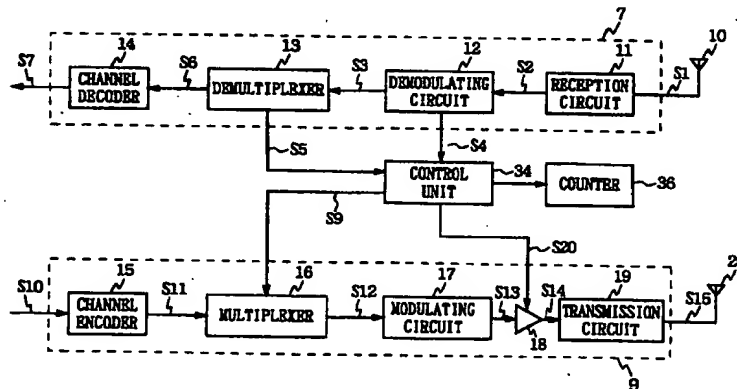 7
10
S7
14
S6
13
S3
12
S2
11
S1
CHANNEL
DECODER
DEMULTIPLEXER
DEMODULATING
CIRCUIT
RECEPTION
CIRCUIT
S5
S4
34
CONTROL
UNIT
COUNTER
36
S9
S20
S10
15
S11
16
S12
17
S13
S14
19
S15
2
CHANNEL
ENCODER
MULTIPLEXER
MODULATING
CIRCUIT
18
TRANSMISSION
CIRCUIT
9